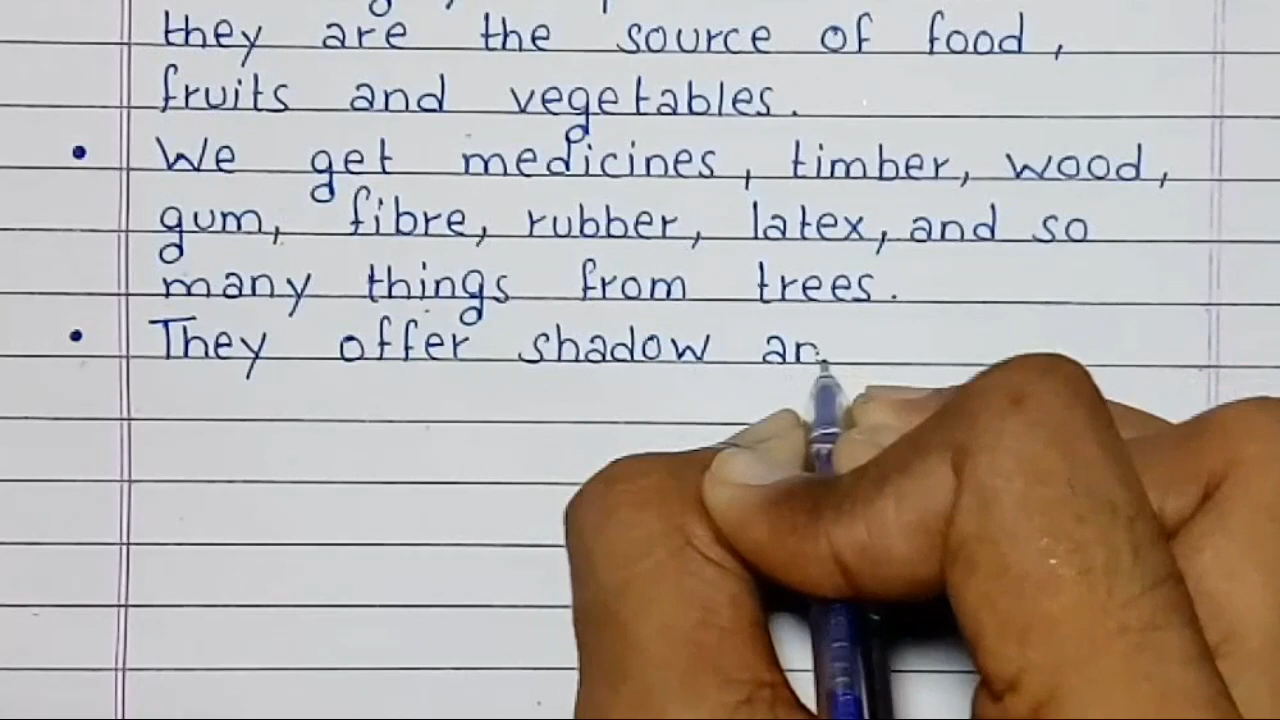 they are the source of food,
fruits and vegetables.
• We get medicines, timber, wood,
gum, fibre, rubber, latex, and so
many things from trees.
• They offer shadow an